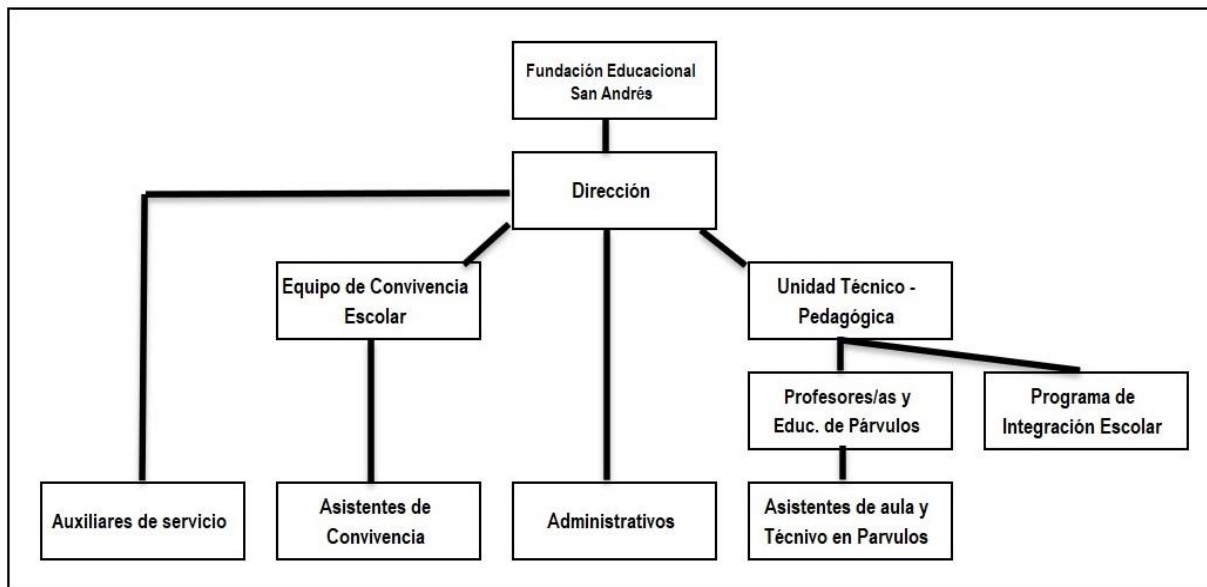 Fundación Educacional
San Andrés
Dirección
Equipo de Convivencia
Escolar
Unidad Técnico -
Pedagógica
Profesores/as y
Educ. de Párvulos
Programa de
Integración Escolar
Auxiliares de servicio
Asistentes de
Convivencia
Administrativos
Asistentes de aula y
Técnivo en Parvulos